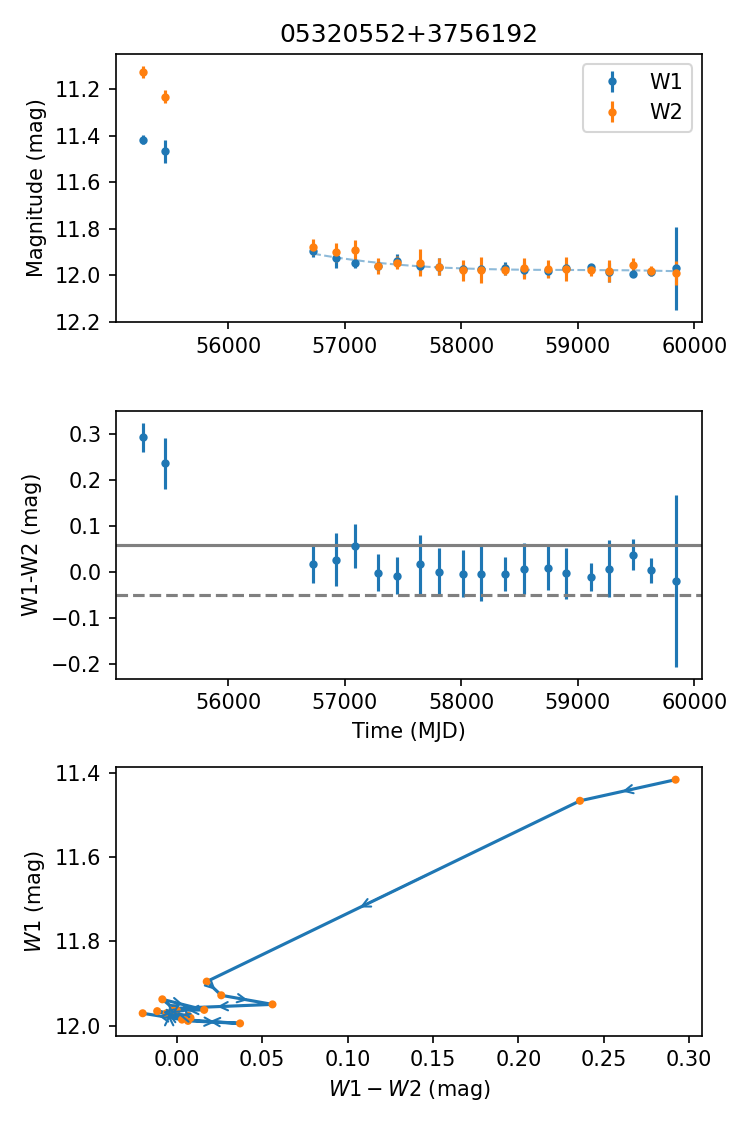 05320552+3756192
Magnitude (mag)
11.2
11.4
11.6
11.8
12.0
12.2
W1
W2
56000 57000 58000 59000 60000
W1-W2 (mag)
0.3
0.2
0.1
0.0
−0.1
−0.2
56000 57000 58000 59000 60000
Time (MJD)
W1 (mag)
11.4
11.6
11.8
12.0
0.00 0.05 0.10 0.15 0.20 0.25 0.30
W1 − W2 (mag)